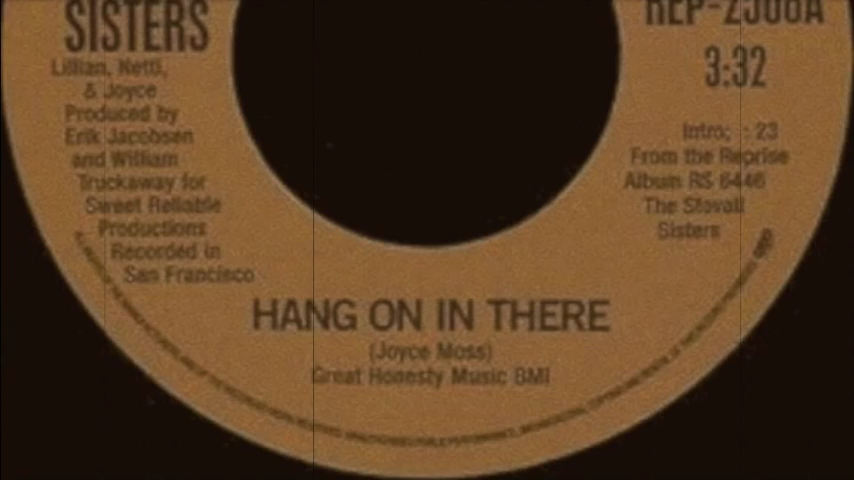 SISTERS
Lillian, Netti,
& Joyce
Produced by
Erik Jacobsen
and William
Truckaway for
Sweet Reliable
Productions
Recorded in
San Francisco
3:32
Intro; :23
From the Reprise
Album RS 6446
The Stovall
Sisters
HANG ON IN THERE
(Joyce Moss)
Great Honesty Music BMI